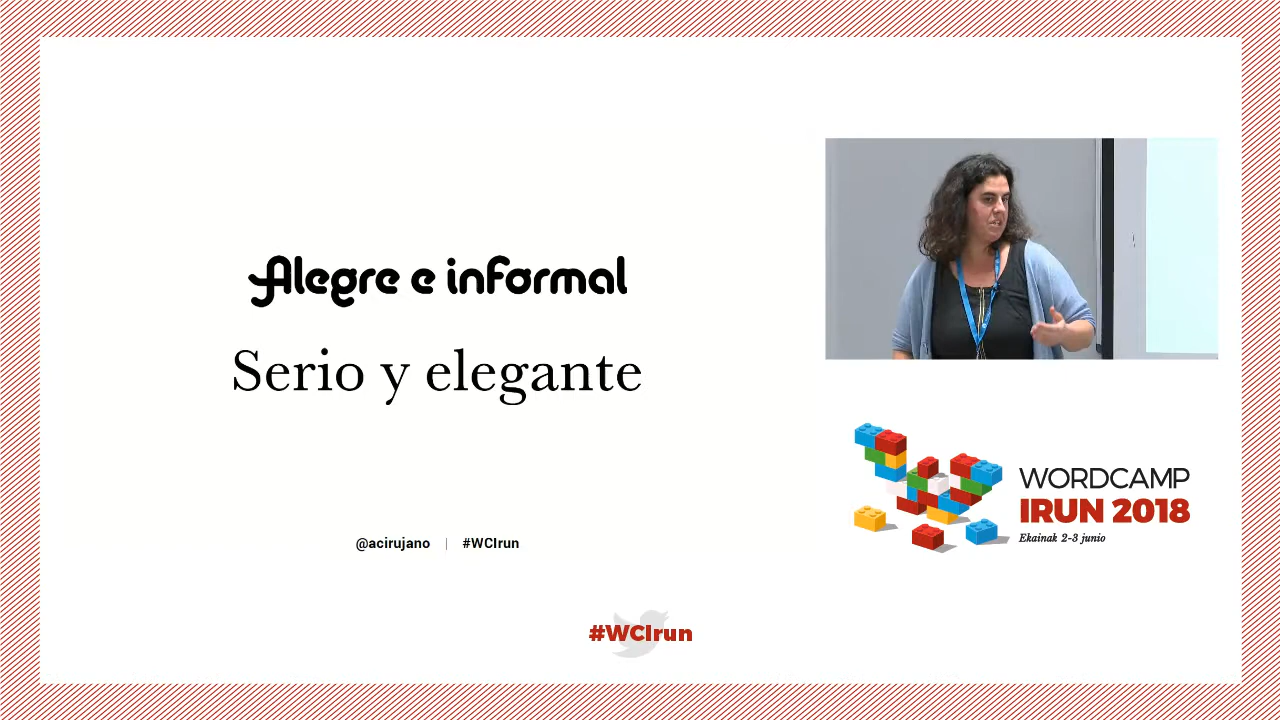 Alegre e informal
Serio y elegante
@acirujano | #WCIrun
WORDCAMP
IRUN 2018
Ekainak 2-3 junio
#WCIrun